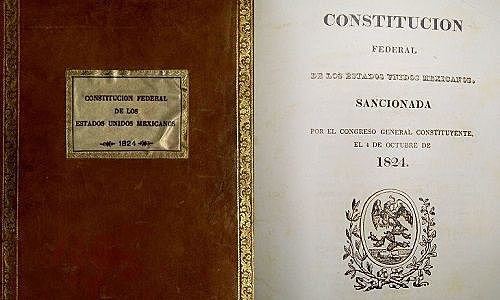 CONSTITUCION FEDERAL
DE LOS
ESTADOS UNIDOS MEXICANOS
1824
CONSTITUCION
FEDERAL
DE LOS ESTADOS UNIDOS MEXICANOS,
SANCIONADA
POR EL CONGRESO GENERAL CONSTITUYENTE,
EL 4 DE OCTUBRE DE
1824.